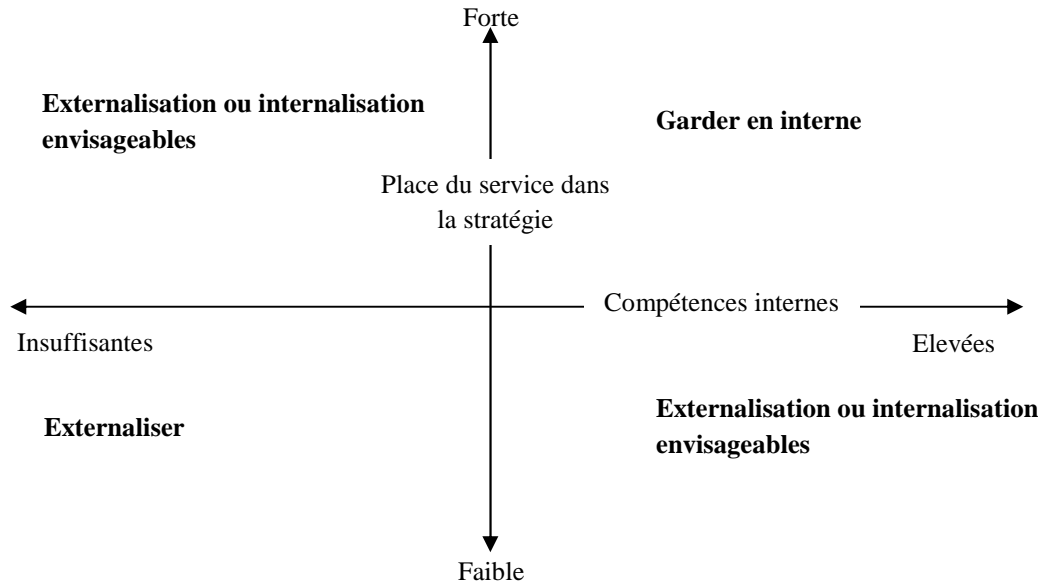 Forte
Externalisation ou internalisation
envisageables
Garder en interne
Place du service dans
la stratégie
Compétences internes
Insuffisantes
Elevées
Externaliser
Externalisation ou internalisation
envisageables
Faible